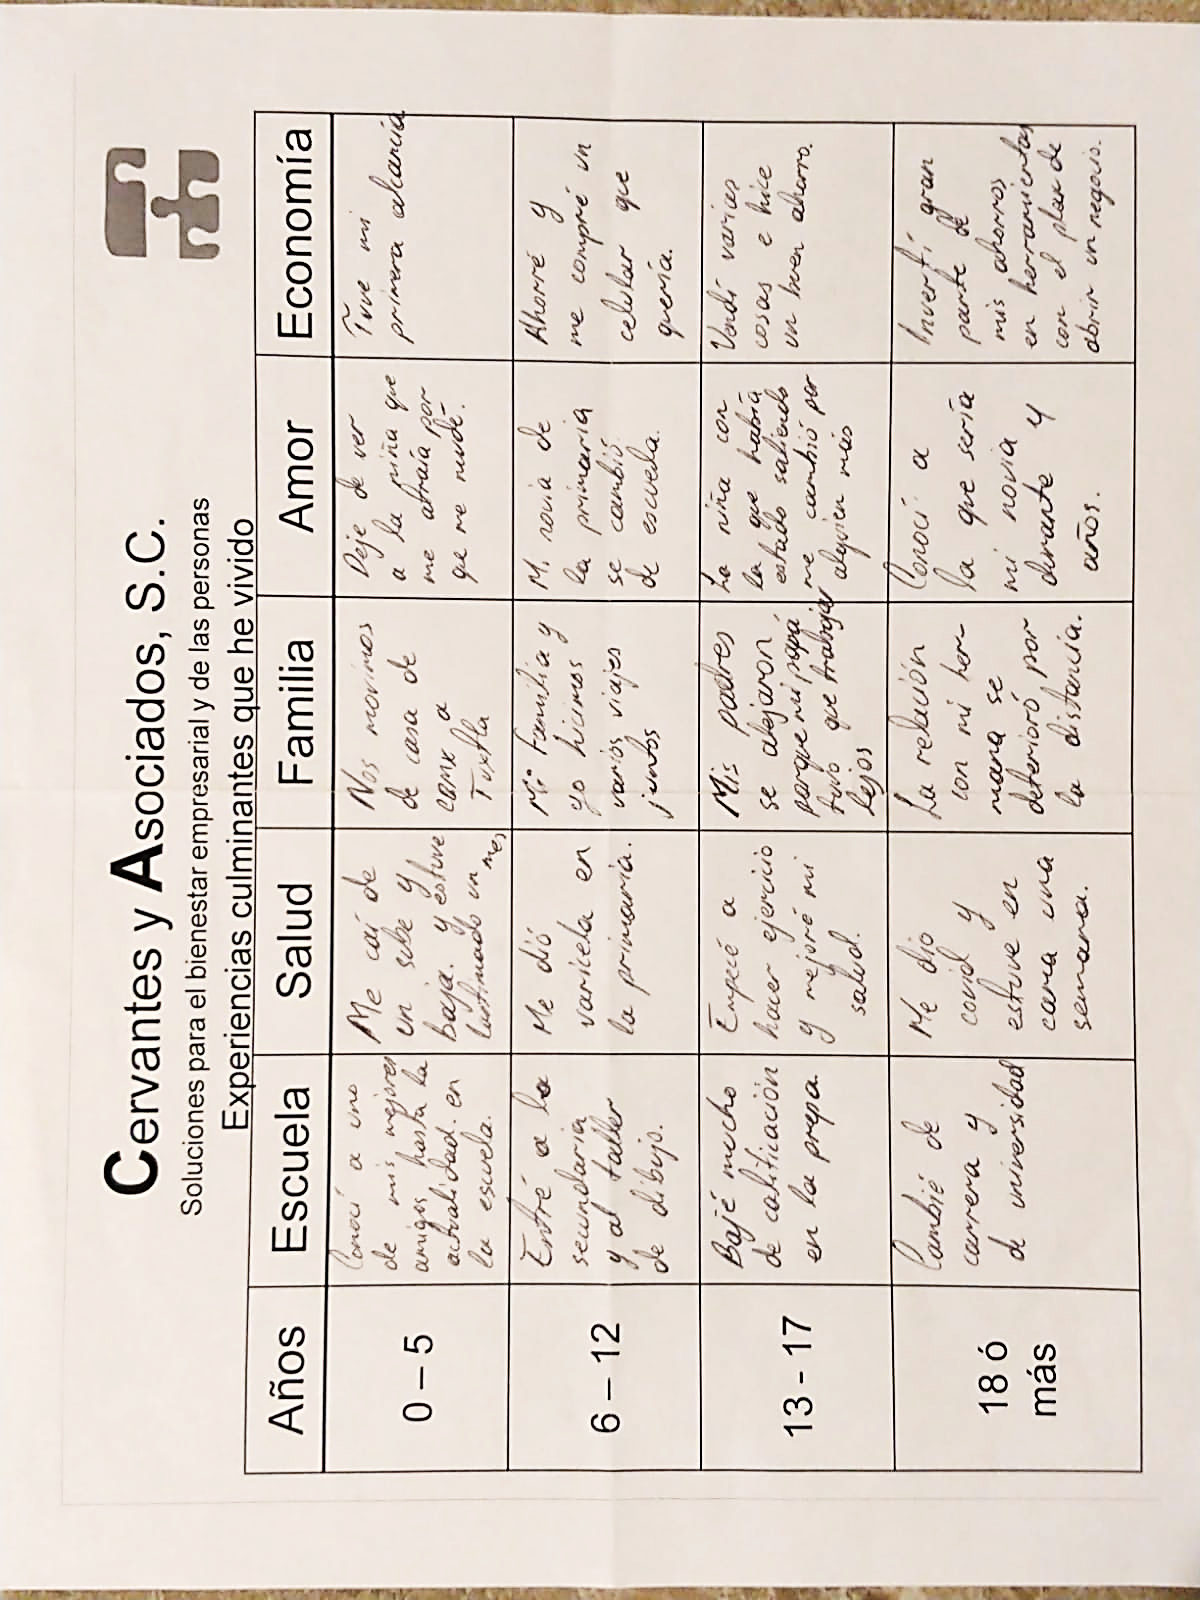 Cervantes y Asociados, S.C.
Soluciones para el bienestar empresarial y de las personas
Experiencias culminantes que he vivido
Años
Escuela
Salud
Familia
Amor
Economía
0 – 5
Conocí a uno
de mis mejores
amigos hasta la
actualidad. en
la escuela.
Me caí de
un sube y
baja. y estuve
lastimado un mes
Nos movimos
de casa de
camx a
Tuxtla
Deje de ver
a la niña que
me atraía por
que me mudé.
Tuve mi
primera alcancía
6 – 12
Entré a la
secundaria
y al taller
de dibujo.
Me dió
varicela en
la primaria.
Mi familia y
yo hicimos
varios viajes
juntos
Mi novia de
la primaria
se cambió
de escuela.
Ahorré y
me compré un
celular que
quería.
13 - 17
Bajé mucho
de calificación
en la prepa.
Empecé a
hacer ejercicio
y mejoré mi
salud.
Mis padres
se alejaron
porque mi papá
tuvo que trabajar
lejos
La niña con
la que había
estado saliendo
me cambió por
alguien más
Vendí varias
cosas e hice
un buen ahorro.
18 ó
más
Cambié de
carrera y
de universidad
Me dio
covid y
estuve en
cama una
semana.
La relación
con mi her-
mana se
deterioró por
la distancia.
Conocí a
la que sería
mi novia
durante 4
años.
Invertí gran
parte de
mis ahorros
en herramientas
con el plan de
abrir un negocio.